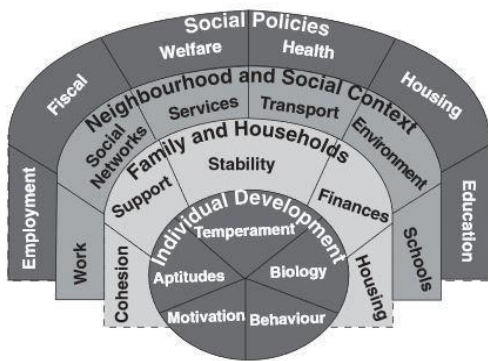 Social Policies
Welfare
Health
Fiscal
Housing
Employment
Education
Neighbourhood and Social Context
Services
Transport
Social
Networks
Environment
Work
Schools
Family and Households
Stability
Support
Finances
Cohesion
Housing
Individual Development
Temperament
Aptitudes
Biology
Motivation
Behaviour